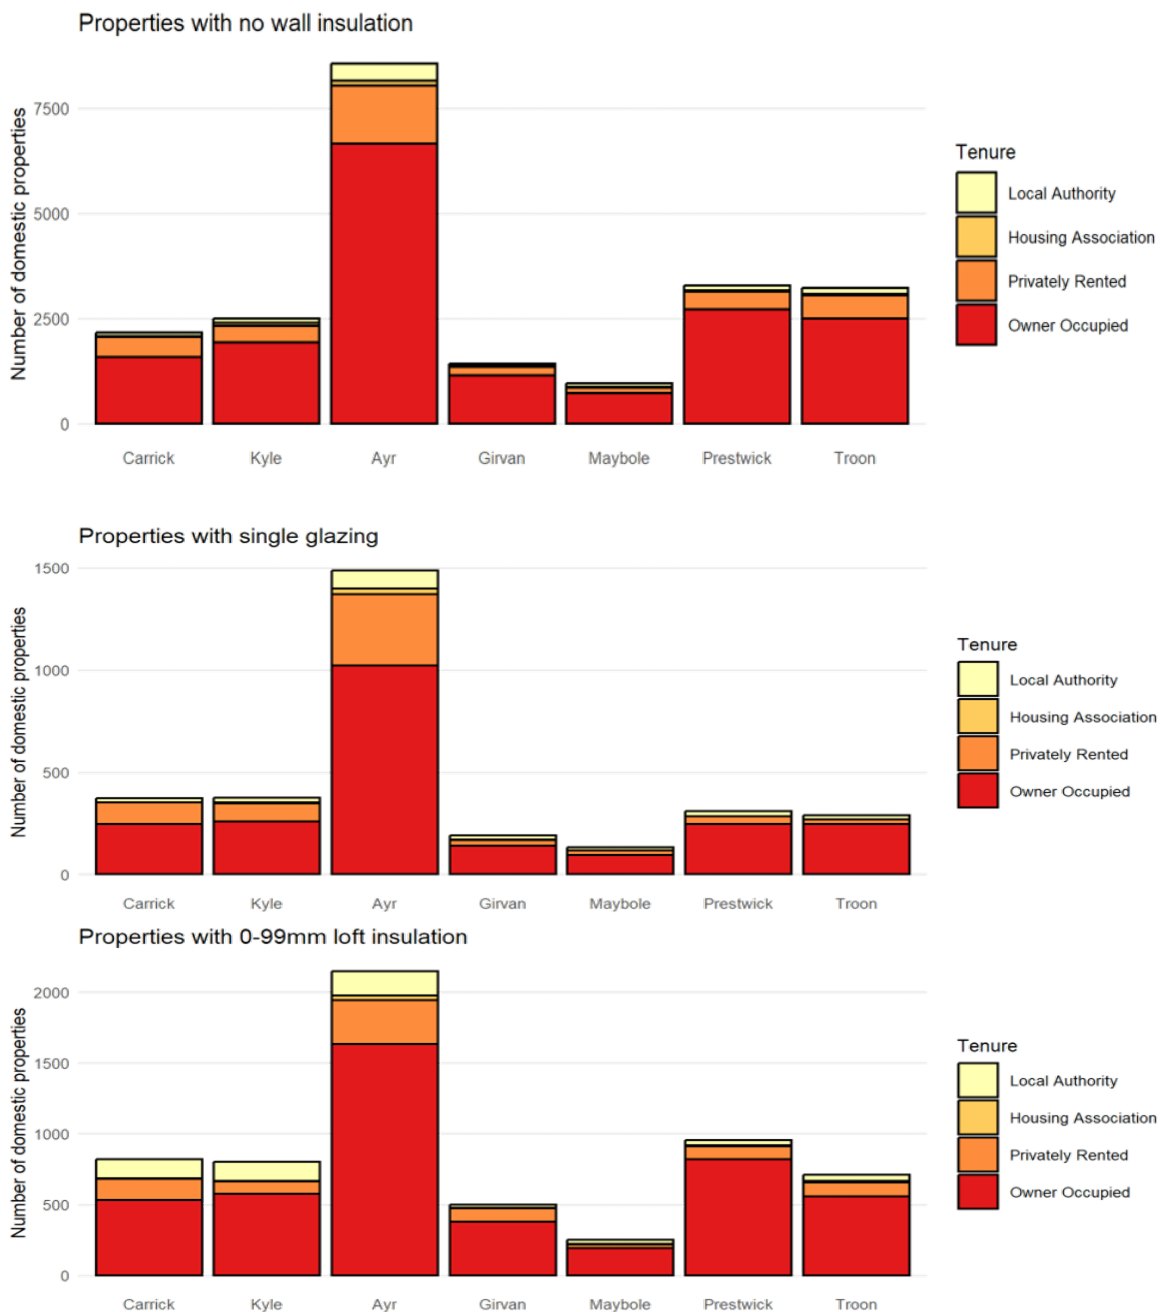 Properties with no wall insulation
Number of domestic properties
7500
5000
2500
0
Carrick Kyle Ayr Girvan Maybole Prestwick Troon
Tenure
Local Authority
Housing Association
Privately Rented
Owner Occupied
Properties with single glazing
Number of domestic properties
1500
1000
500
0
Carrick Kyle Ayr Girvan Maybole Prestwick Troon
Tenure
Local Authority
Housing Association
Privately Rented
Owner Occupied
Properties with 0-99mm loft insulation
Number of domestic properties
2000
1500
1000
500
0
Carrick Kyle Ayr Girvan Maybole Prestwick Troon
Tenure
Local Authority
Housing Association
Privately Rented
Owner Occupied